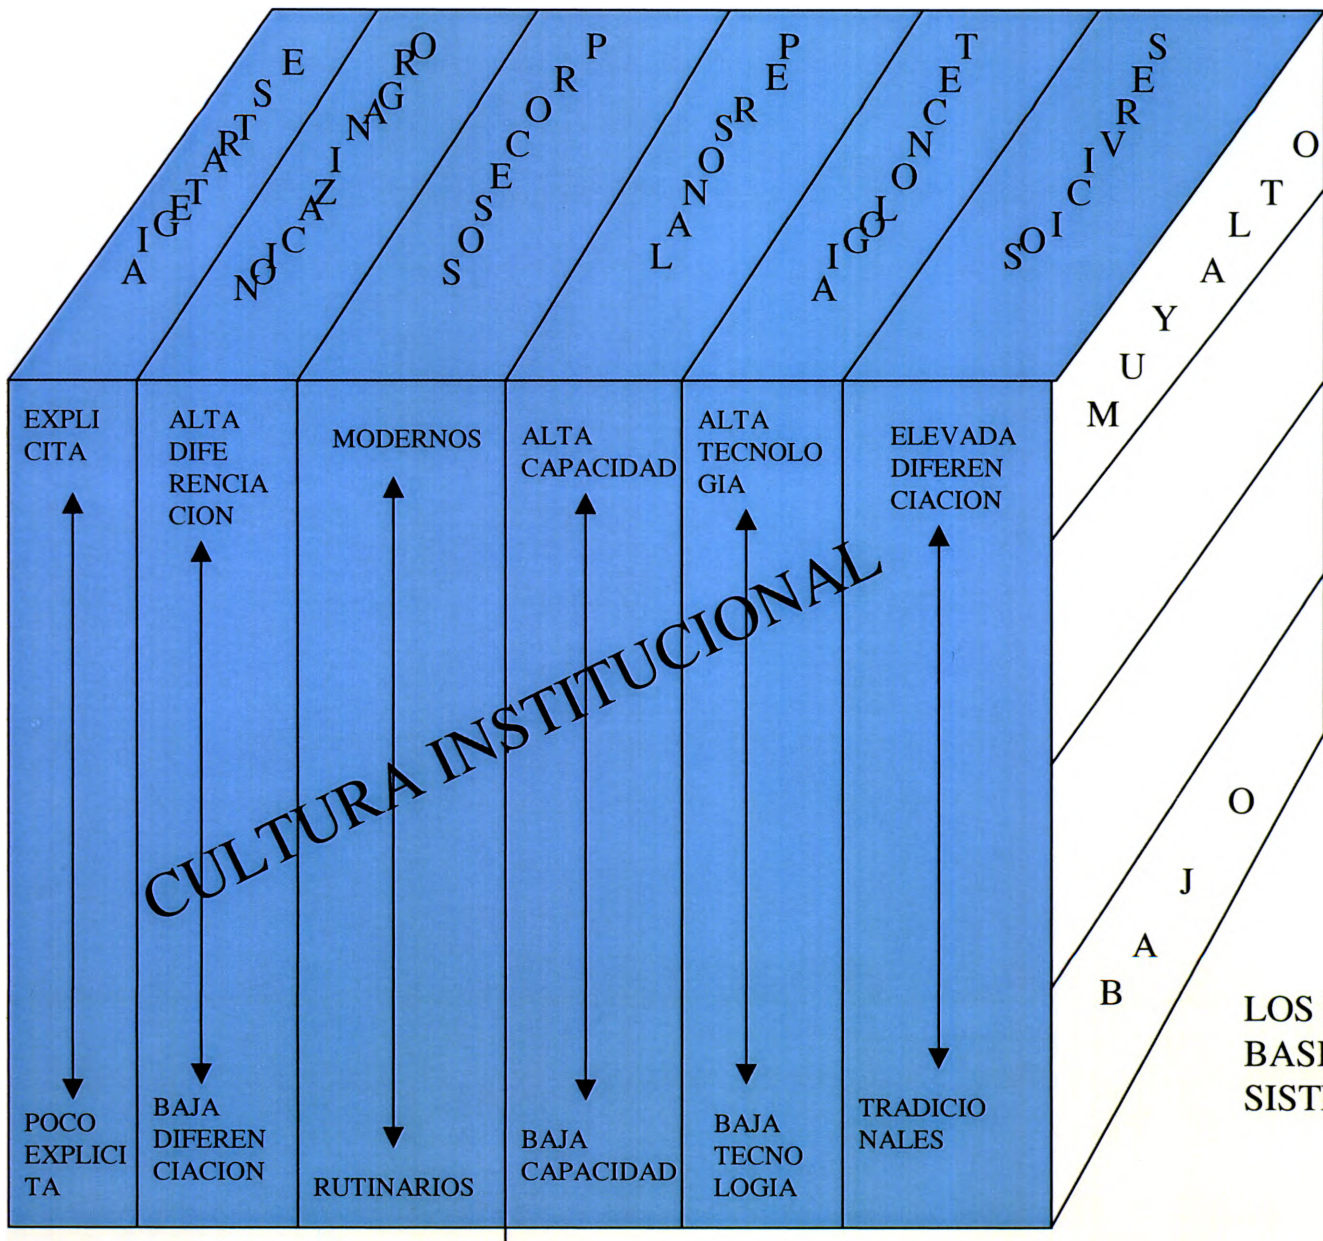 ESTRATEGIA
ORGANIZACION
PROCESOS
PERSONAL
TECNOLOGIA
SERVICIOS
MUY ALTO
BAJO
EXPLI
CITA
ALTA
DIFE
RENCIA
CION
MODERNOS
ALTA
CAPACIDAD
ALTA
TECNOLO
GIA
ELEVADA
DIFEREN
CIACION
CULTURA INSTITUCIONAL
POCO
EXPLICI
TA
BAJA
DIFEREN
CIACION
RUTINARIOS
BAJA
CAPACIDAD
BAJA
TECNO
LOGIA
TRADICIO
NALES
LOS